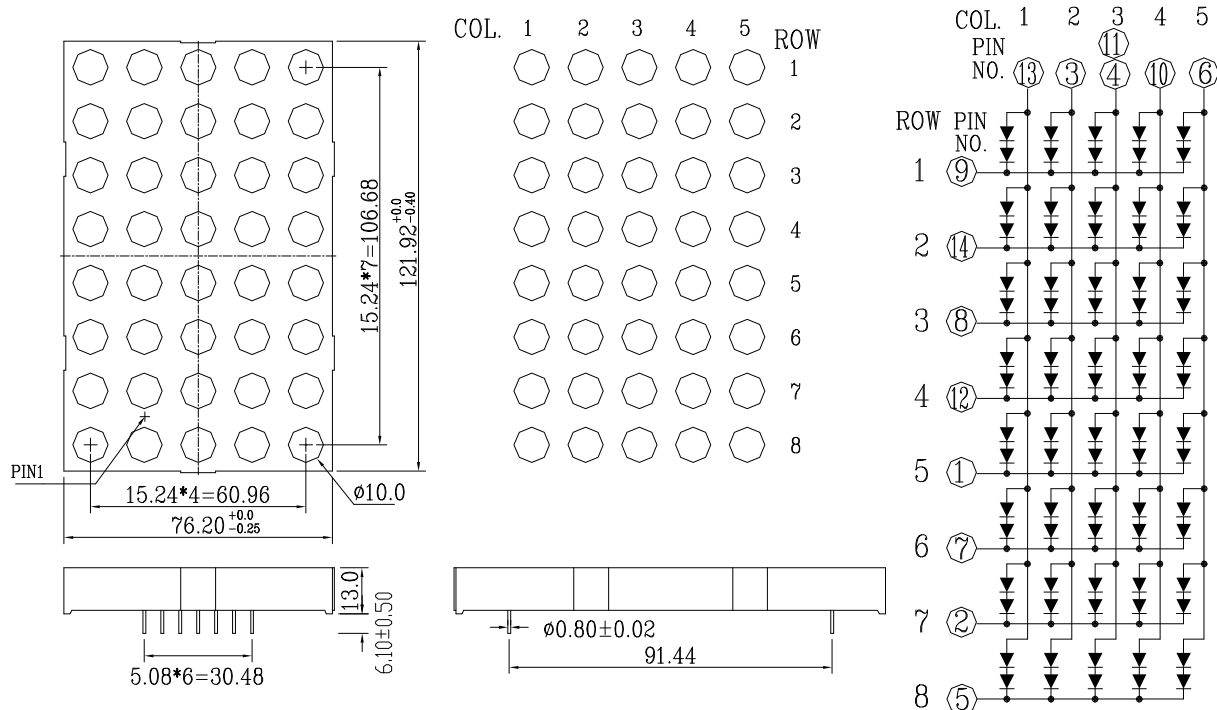 COL. 1 2 3 4 5 ROW
1
2
3
4
5
6
7
8
15.24*7=106.68
121.92 +0.0 -0.40
PIN1
15.24*4=60.96
ø10.0
76.20 +0.0 -0.25
13.0
6.10±0.50
5.08*6=30.48
ø0.80±0.02
91.44
COL. 1 2 3 4 5
PIN NO. 13 3 11 4 10 6
ROW PIN NO.
1 9
2 14
3 8
4 12
5 1
6 7
7 2
8 5